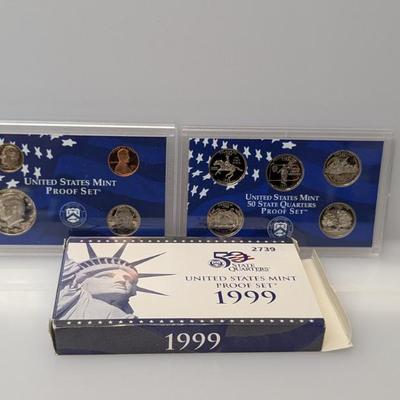 UNITED STATES MINT
PROOF SET
UNITED STATES MINT
50 STATE QUARTERS
PROOF SET
2739
50 STATE
QUARTERS
UNITED STATES MINT
PROOF SET
1999
1999